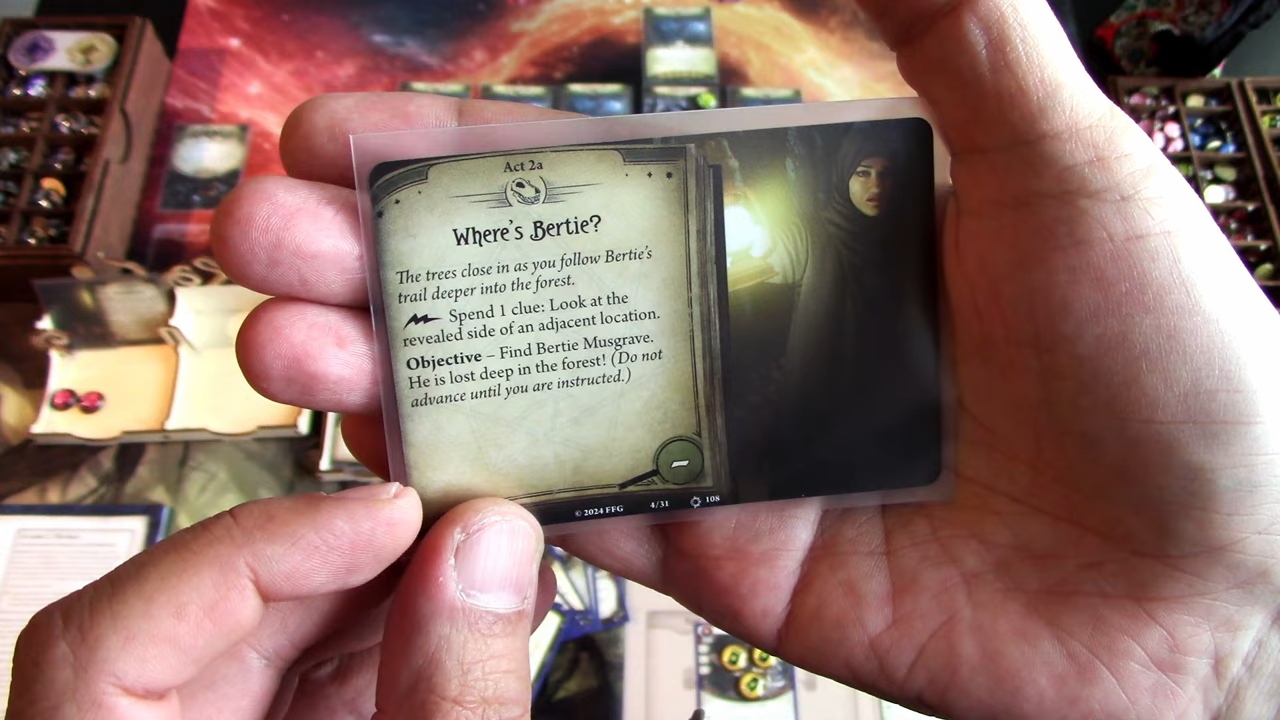 Act 2a
Where's Bertie?
The trees close in as you follow Bertie's
trail deeper into the forest.
Spend 1 clue: Look at the
revealed side of an adjacent location.
Objective – Find Bertie Musgrave.
He is lost deep in the forest! (Do not
advance until you are instructed.)
–
© 2024 FFG 4/31 108